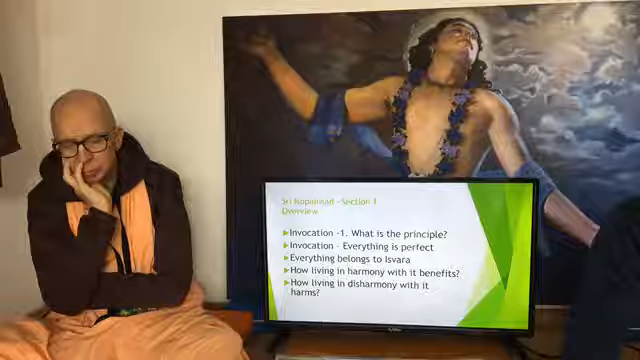 Sri Isopanisad -Section 1
Overview
Invocation -1. What is the principle?
Invocation - Everything is perfect
Everything belongs to Isvara
How living in harmony with it benefits?
How living in disharmony with it
harms?